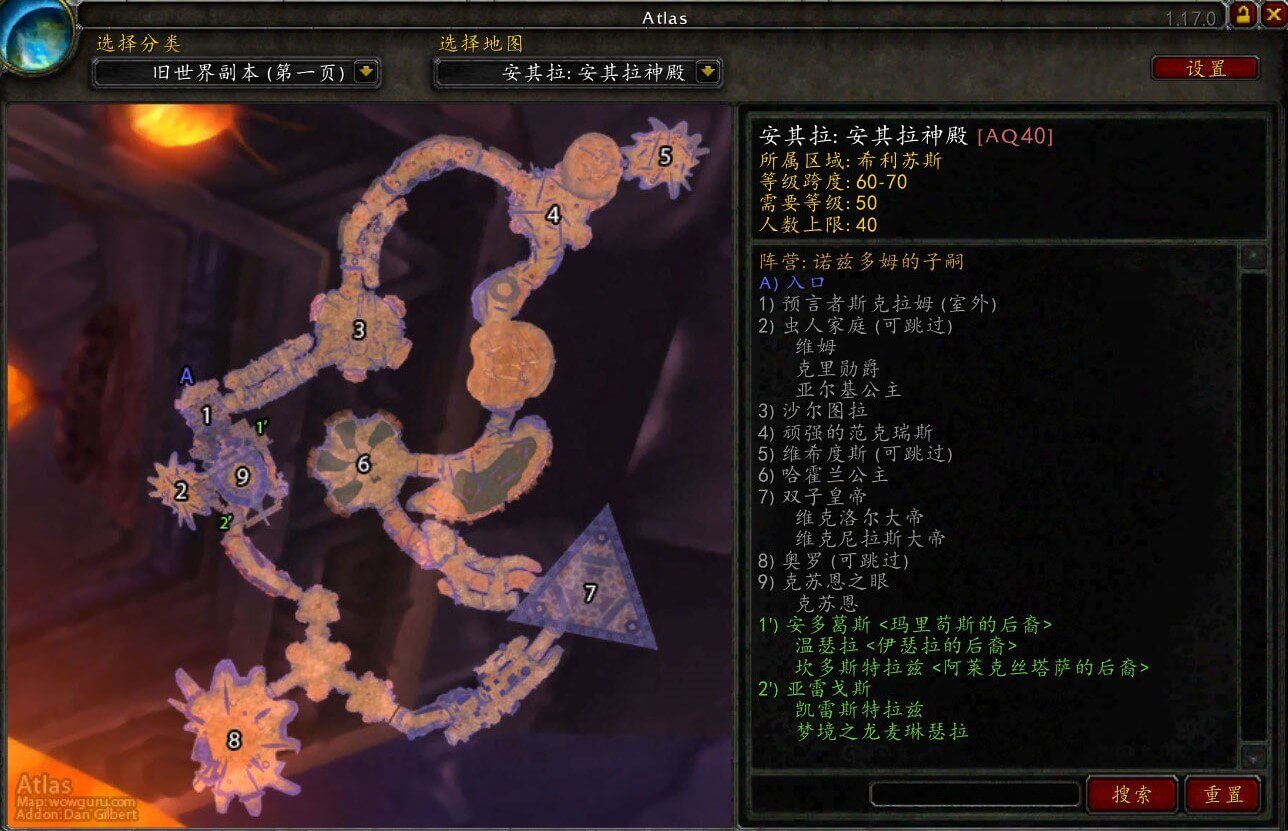 Atlas
1.17.0
选择分类
选择地图
旧世界副本 (第一页)
安其拉: 安其拉神殿
设置
安其拉: 安其拉神殿 [AQ40]
所属区域: 希利苏斯
等级跨度: 60-70
需要等级: 50
人数上限: 40
阵营: 诺兹多姆的子嗣
A) 入口
1) 预言者斯克拉姆 (室外)
2) 虫人家庭 (可跳过)
维姆
克里勋爵
亚尔基公主
3) 沙尔图拉
4) 顽强的范克瑞斯
5) 维希度斯 (可跳过)
6) 哈霍兰公主
7) 双子皇帝
维克洛尔大帝
维克尼拉斯大帝
8) 奥罗 (可跳过)
9) 克苏恩之眼
克苏恩
1') 安多葛斯 <玛里苟斯的后裔>
温瑟拉 <伊瑟拉的后裔>
坎多斯特拉兹 <阿莱克丝塔萨的后裔>
2') 亚雷戈斯
凯雷斯特拉兹
梦境之龙麦琳瑟拉
搜索
重置
5
4
3
A
1
1'
6
9
2
2'
7
8
Atlas
Map:wowguru.com
Addon:Dan Gilbert